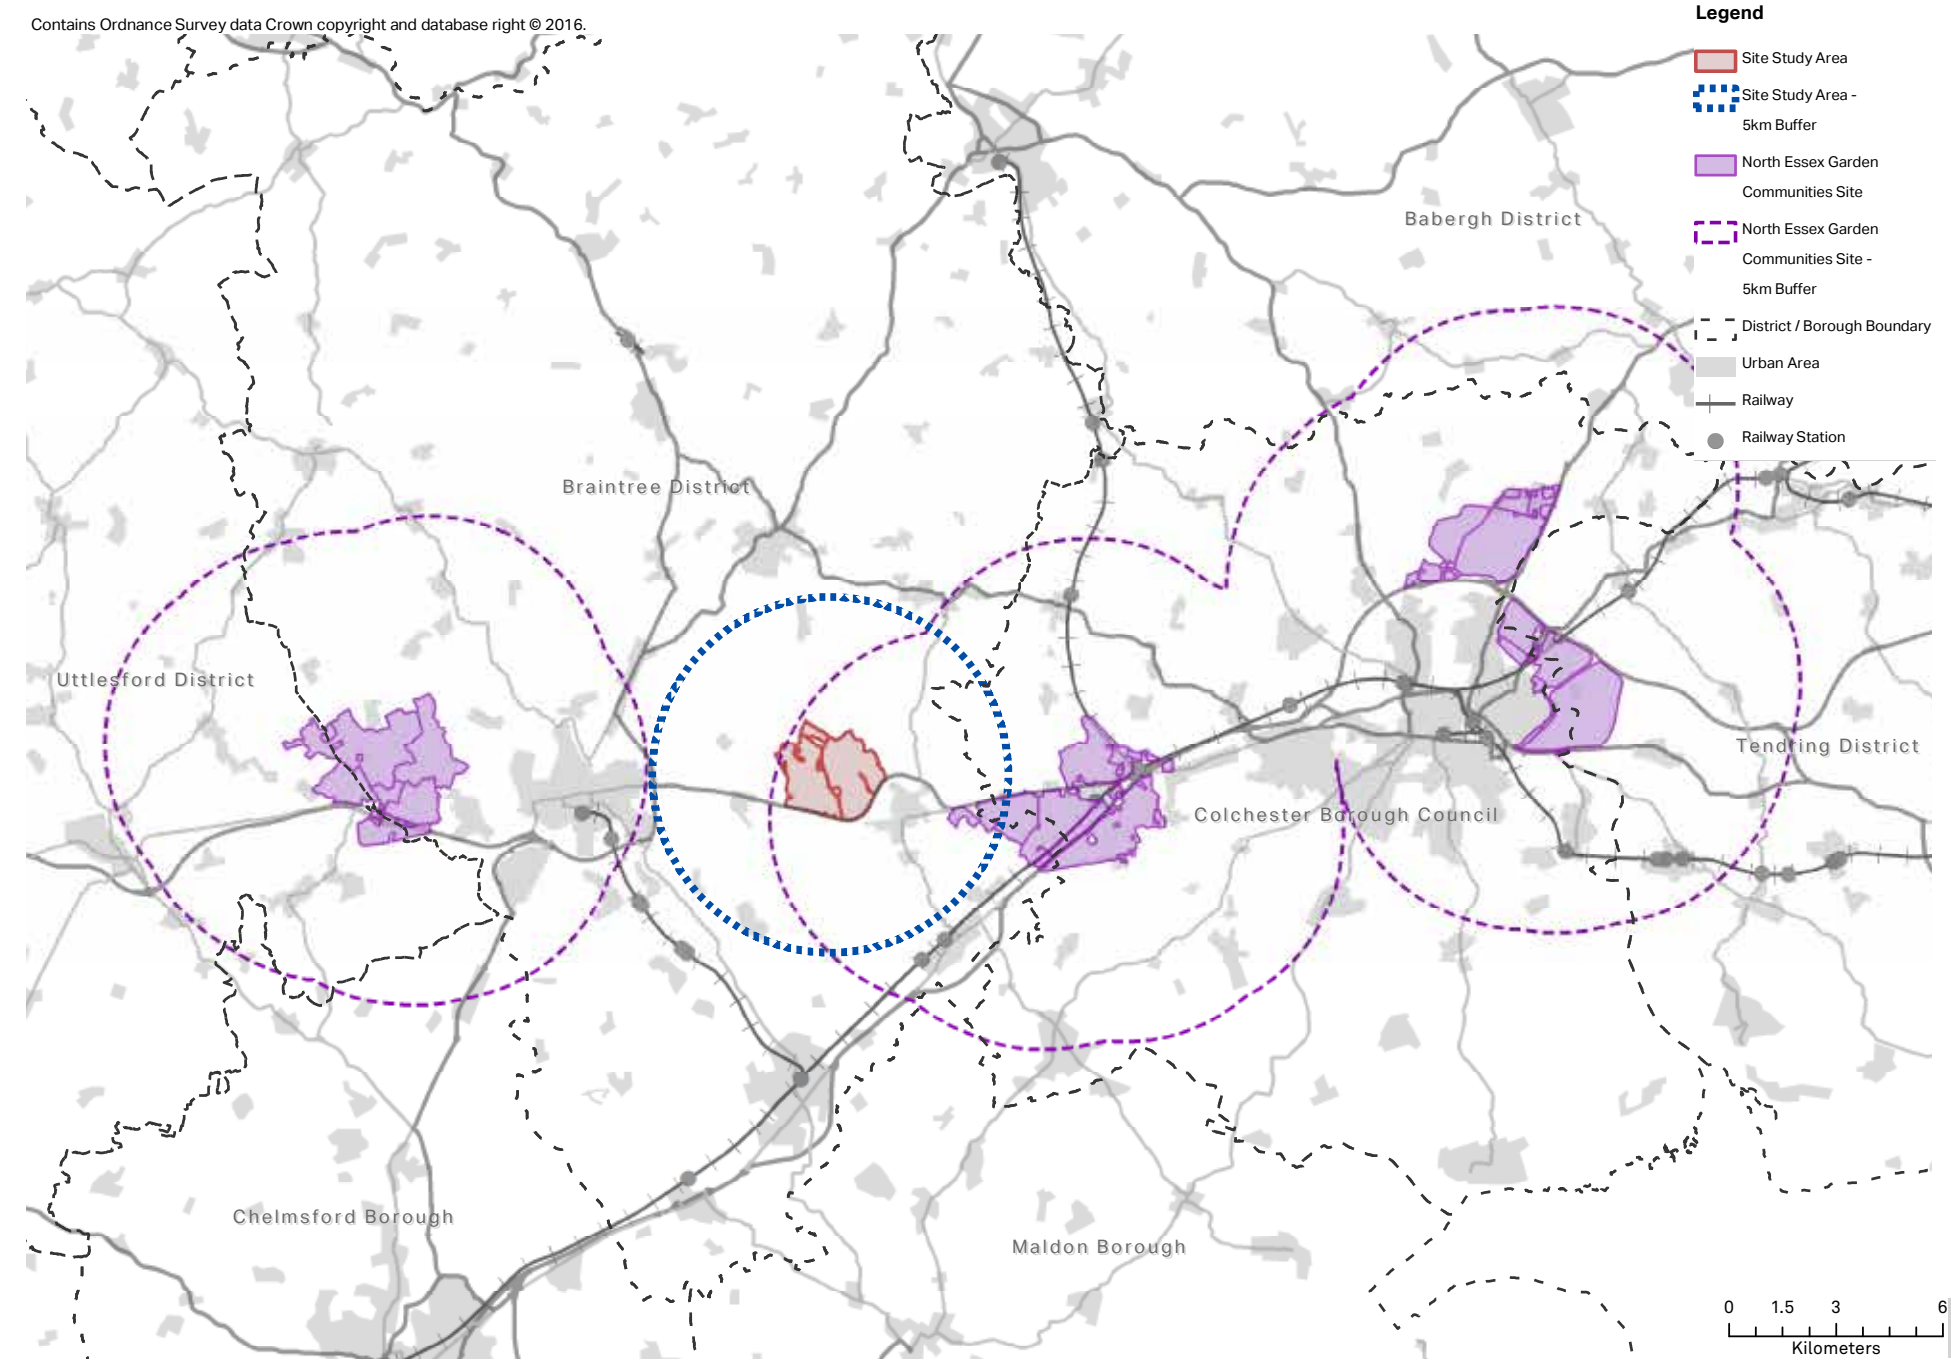 Contains Ordnance Survey data Crown copyright and database right © 2016.
Legend
Site Study Area
Site Study Area -
5km Buffer
North Essex Garden
Communities Site
North Essex Garden
Communities Site -
5km Buffer
District / Borough Boundary
Urban Area
Railway
Railway Station
Babergh District
Braintree District
Uttlesford District
Tendring District
Colchester Borough Council
Chelmsford Borough
Maldon Borough
0 1.5 3 6
Kilometers